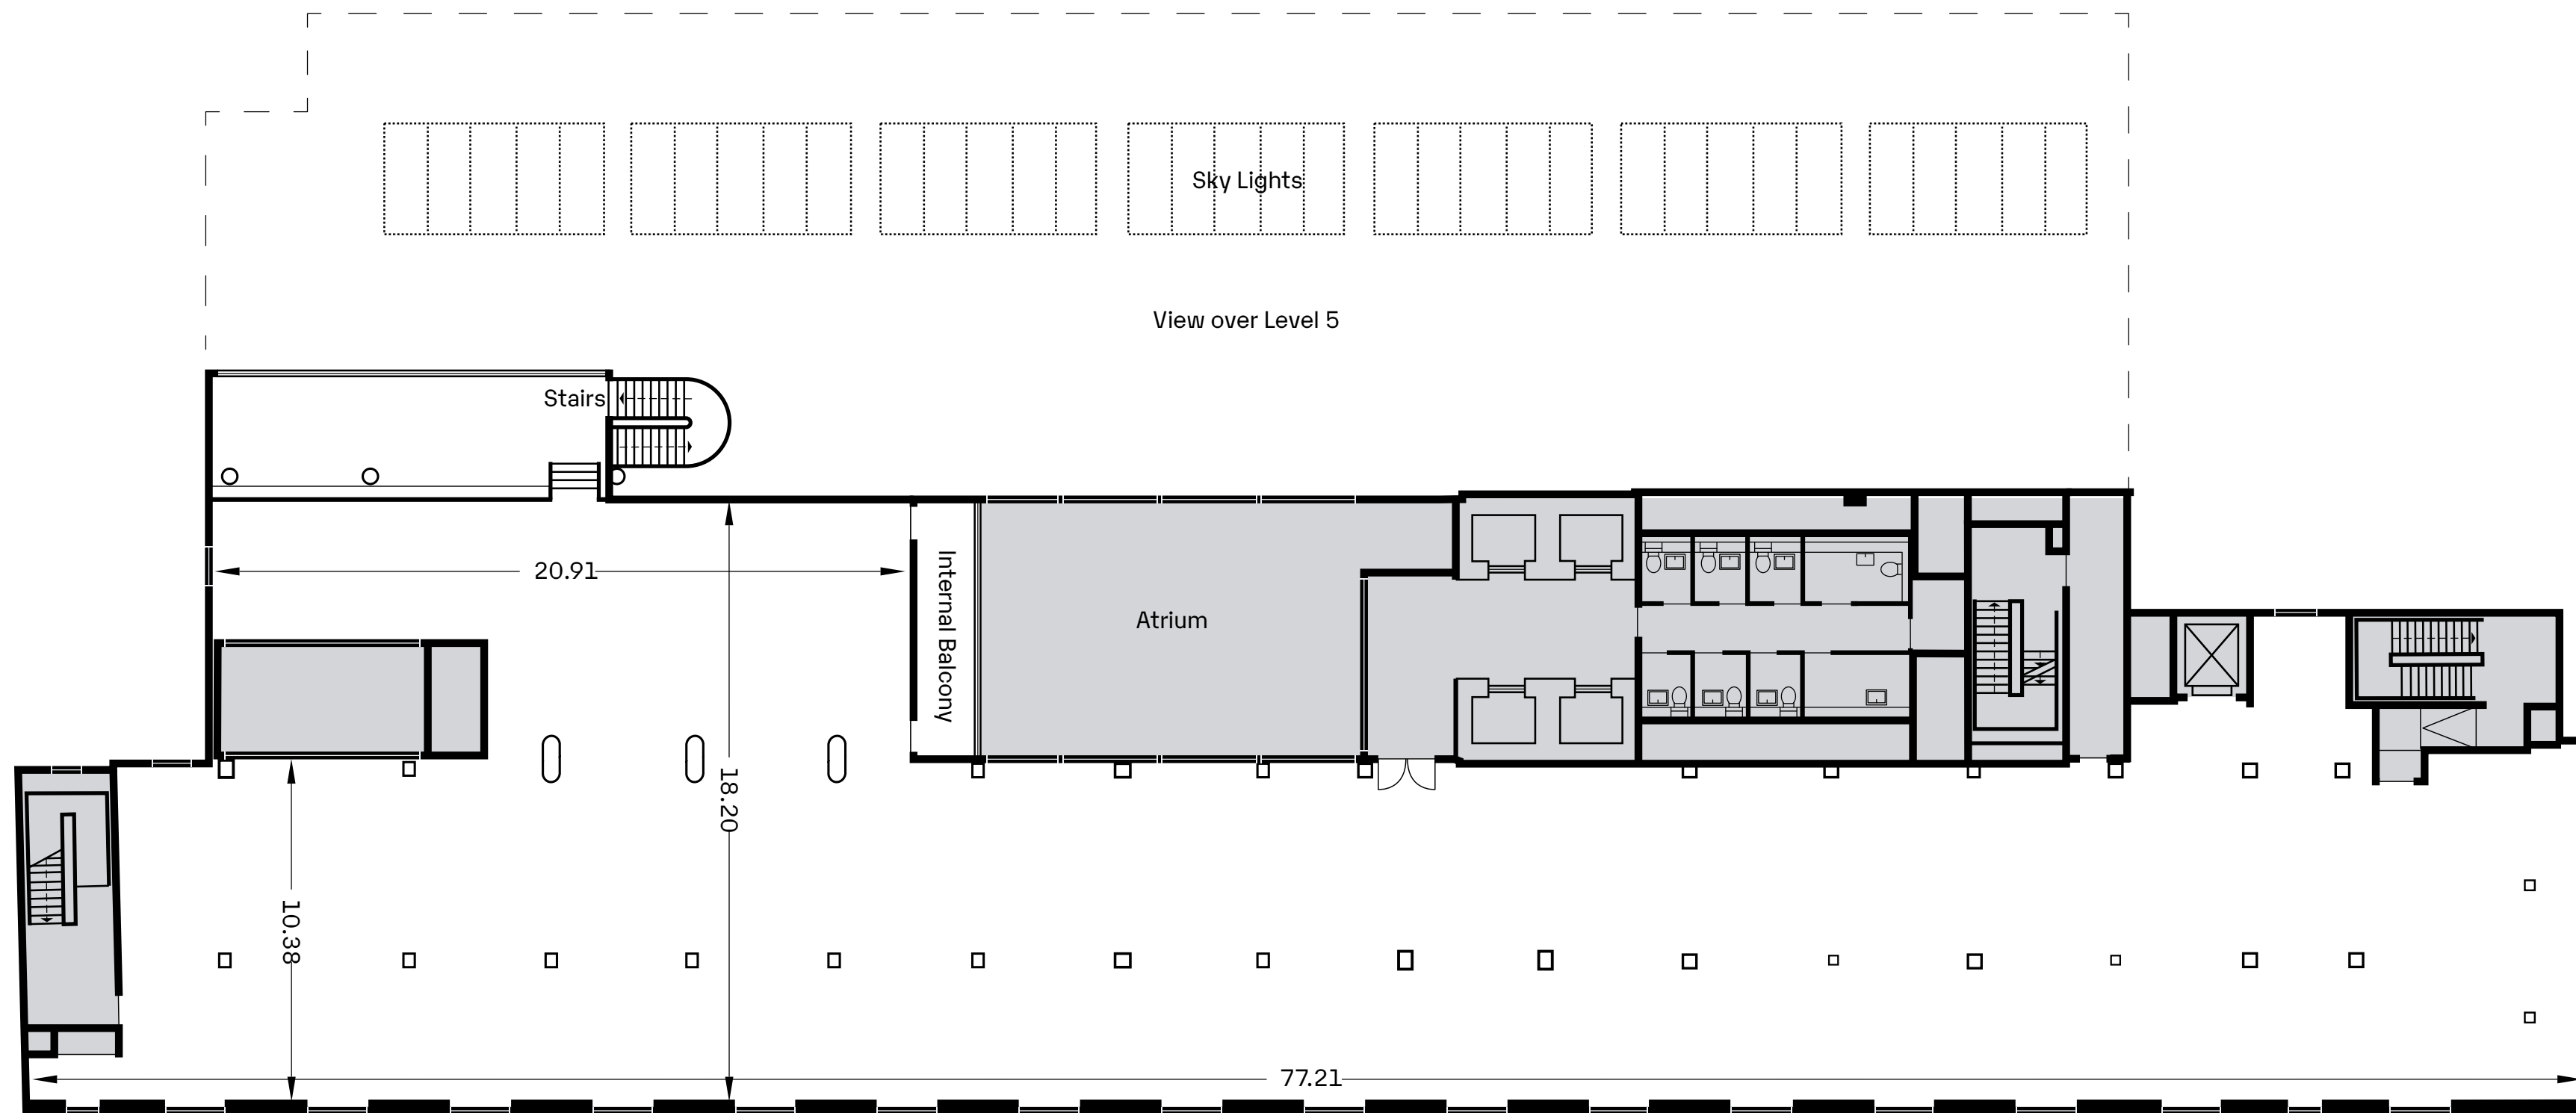 Sky Lights
View over Level 5
Stairs
20.91
Internal Balcony
Atrium
18.20
10.38
77.21